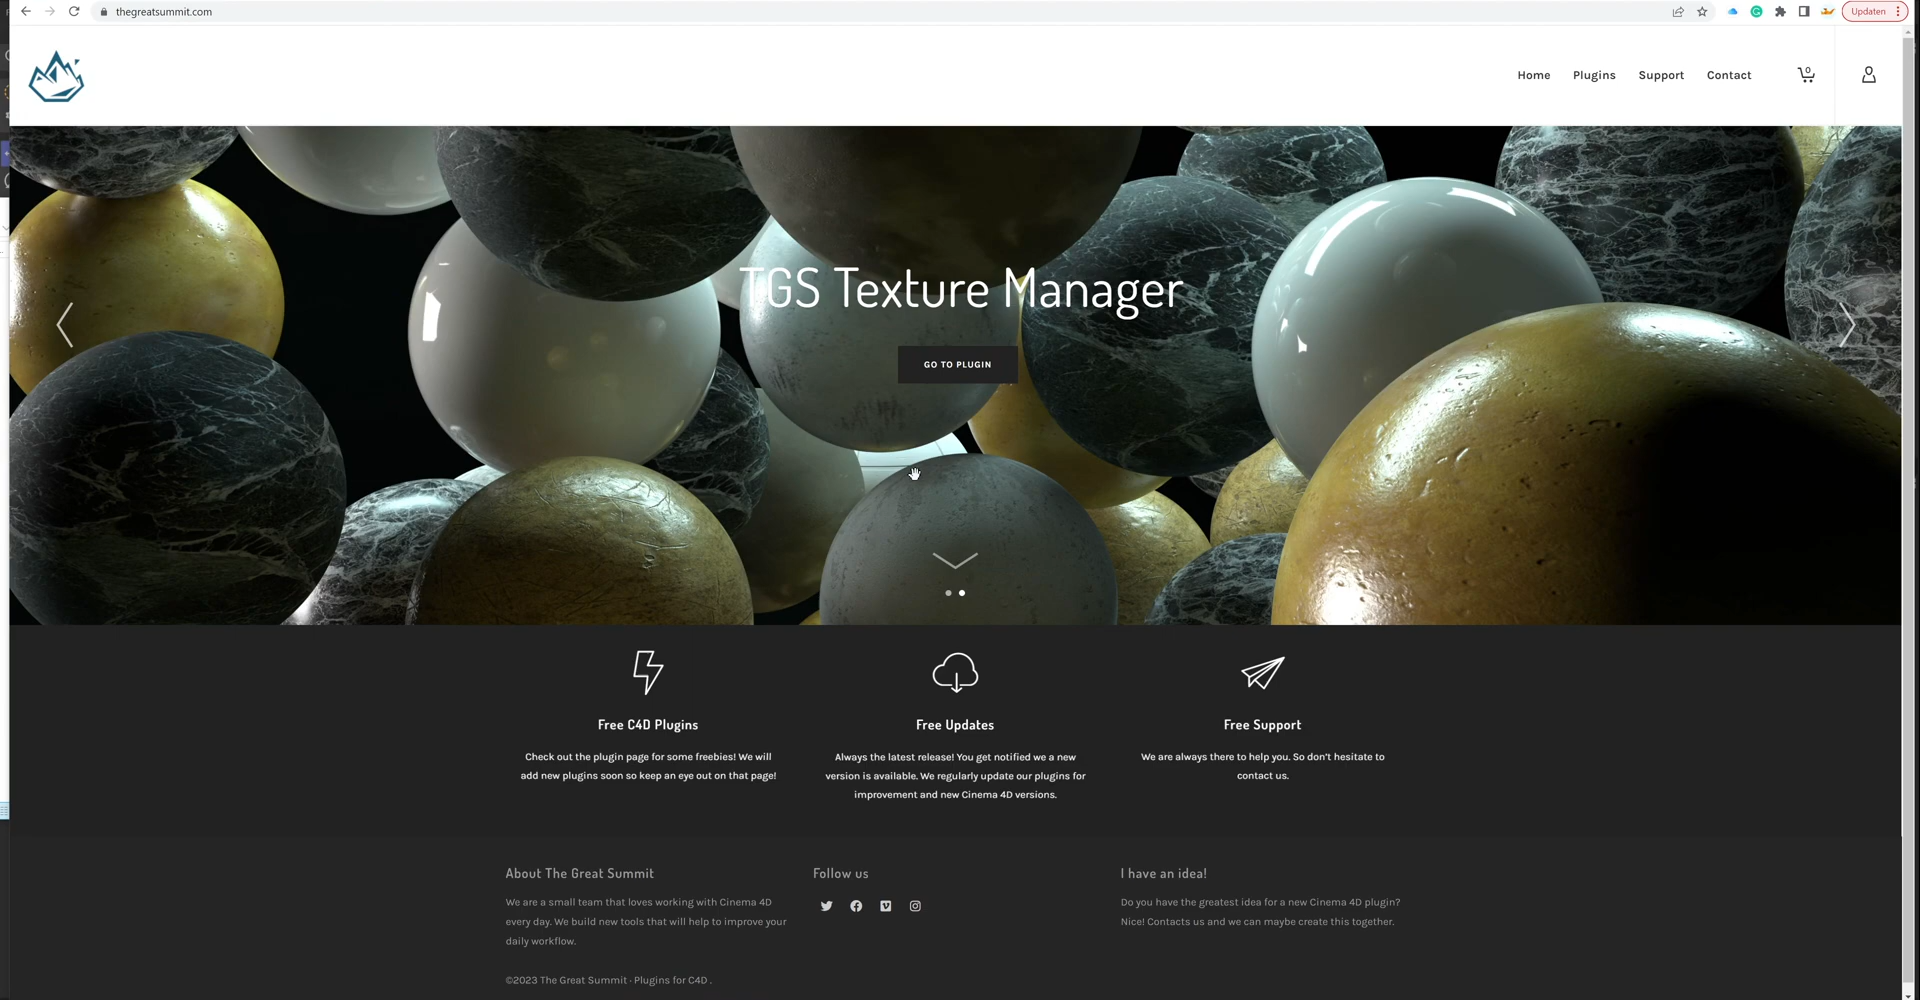 thegreatsummit.com
Updaten
Home
Plugins
Support
Contact
0
TGS Texture Manager
GO TO PLUGIN
Free C4D Plugins
Check out the plugin page for some freebies! We will
add new plugins soon so keep an eye out on that page!
Free Updates
Always the latest release! You get notified we a new
version is available. We regularly update our plugins for
improvement and new Cinema 4D versions.
Free Support
We are always there to help you. So don't hesitate to
contact us.
About The Great Summit
We are a small team that loves working with Cinema 4D
every day. We build new tools that will help to improve your
daily workflow.
Follow us
I have an idea!
Do you have the greatest idea for a new Cinema 4D plugin?
Nice! Contacts us and we can maybe create this together.
©2023 The Great Summit · Plugins for C4D .